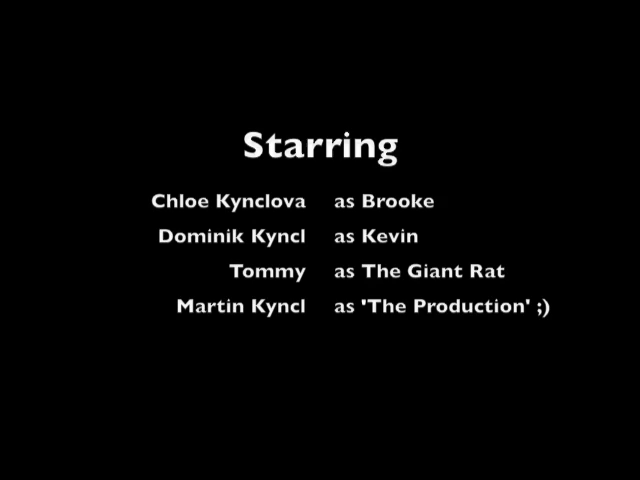 Starring
Chloe Kynclova as Brooke
Dominik Kyncl as Kevin
Tommy as The Giant Rat
Martin Kyncl as 'The Production' ;)